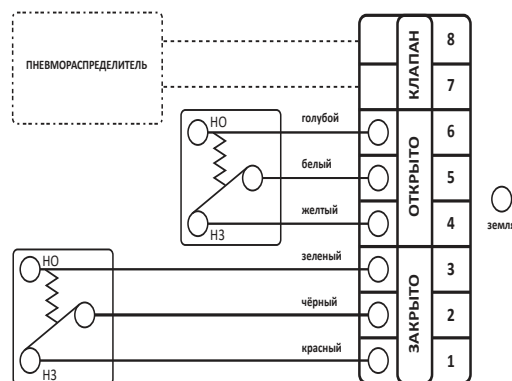 ПНЕВМОРАСПРЕДЕЛИТЕЛЬ
КЛАПАН
8
7
НО
голубой
6
белый
5
ОТКРЫТО
желтый
4
НЗ
земля
зеленый
3
НО
чёрный
2
ЗАКРЫТО
красный
1
НЗ